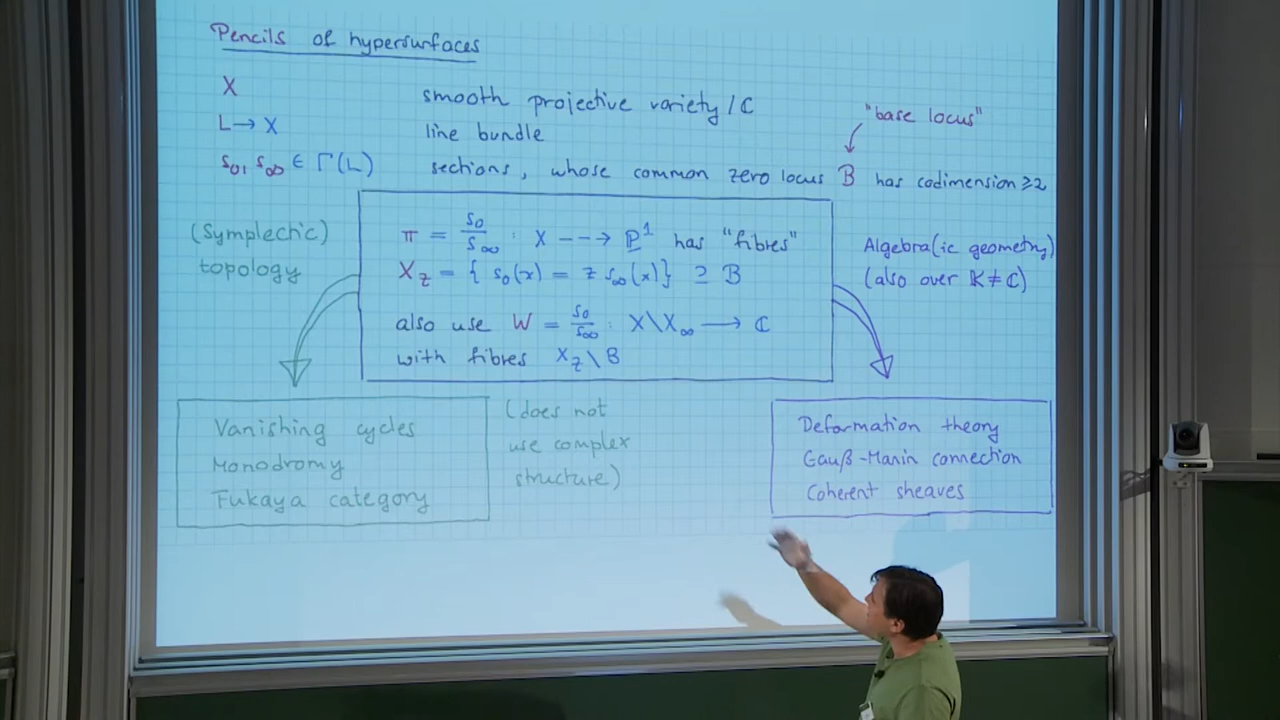 Pencils of hypersurfaces
X smooth projective variety / ℂ
"base locus"
L → X line bundle
s₀, s∞ ∈ Γ(L) sections, whose common zero locus B has codimension ≥ 2
(Symplectic)
topology
π = s₀/s∞ : X ⇢ ℙ¹ has "fibres"
X_z = { s₀(x) = z s∞(x)} ⊇ B
also use W = s₀/s∞ : X\X∞ → ℂ
with fibres X_z \ B
Algebra(ic geometry)
(also over 𝕂 ≠ ℂ)
Vanishing cycles
Monodromy
Fukaya category
(does not
use complex
structure)
Deformation theory
Gauß-Manin connection
Coherent sheaves